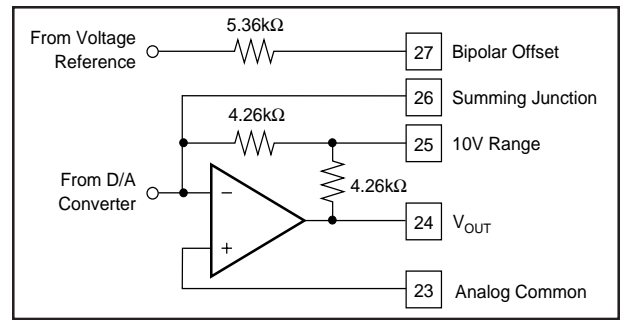 5.36kΩ
From Voltage
Reference
27 Bipolar Offset
26 Summing Junction
4.26kΩ
25 10V Range
From D/A
Converter
4.26kΩ
–
+
24 VOUT
23 Analog Common